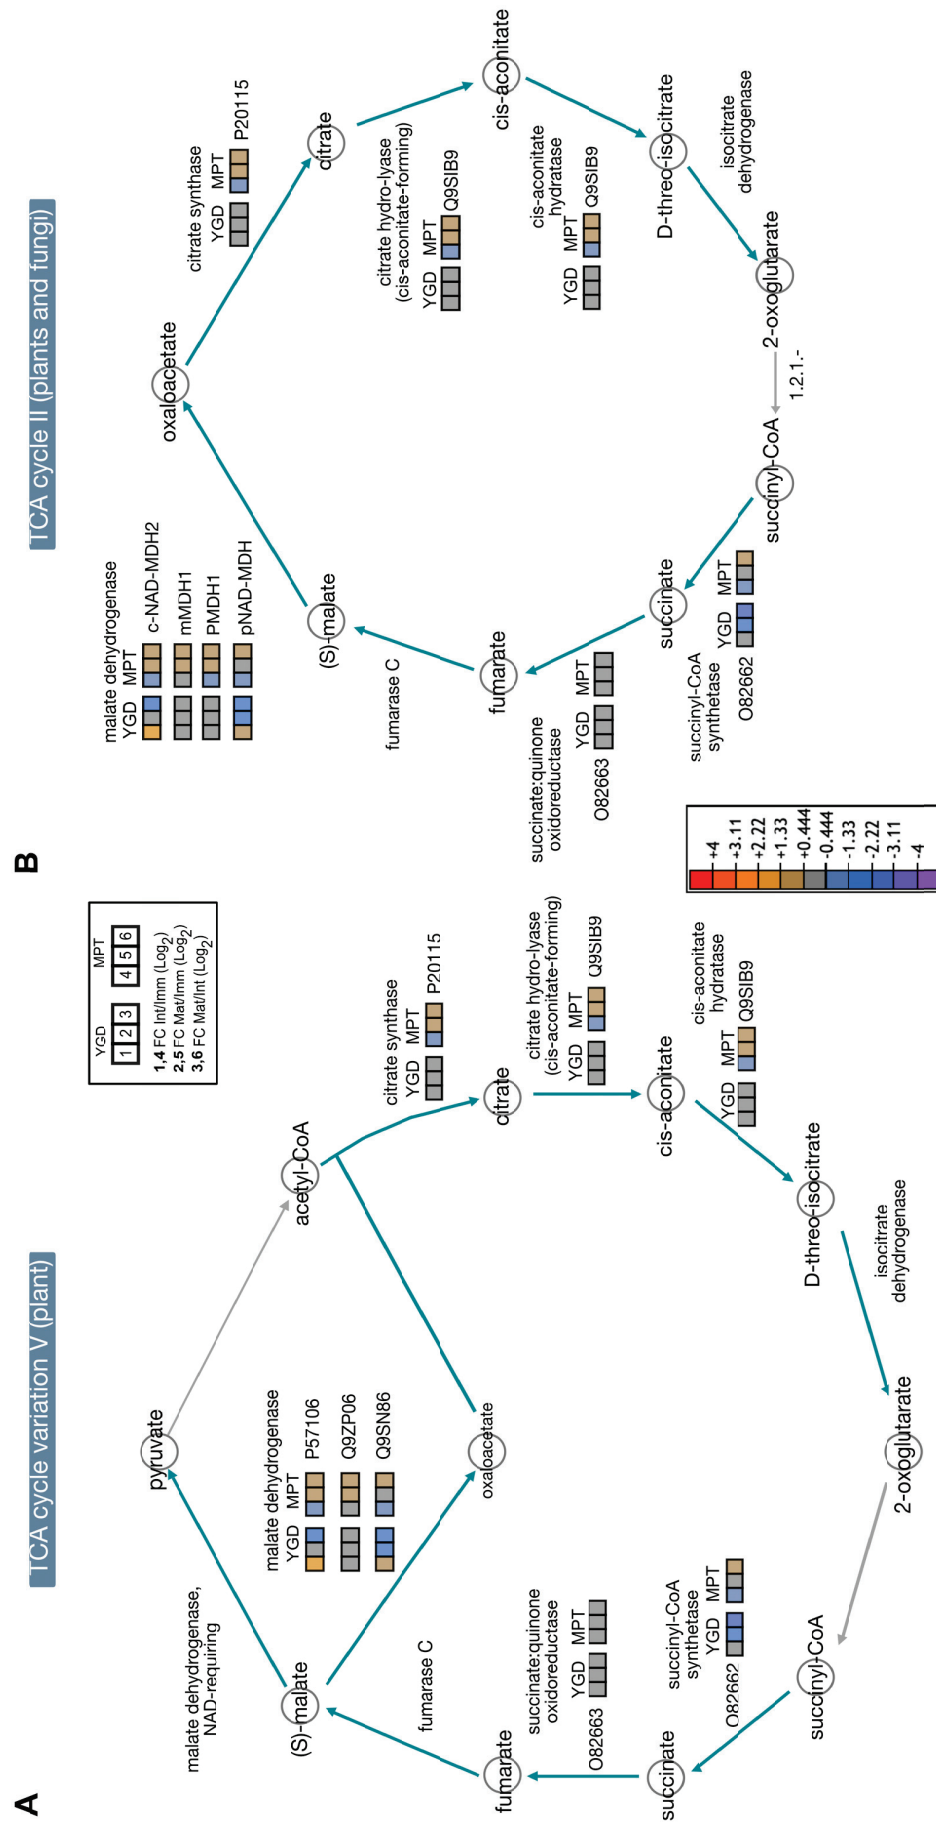 A
TCA cycle variation V (plant)
YGD
MPT
1 2 3
4 5 6
1,4 FC Int/Imm (Log2)
2,5 FC Mat/Imm (Log2)
3,6 FC Mat/Int (Log2)
pyruvate
malate dehydrogenase,
NAD-requiring
acetyl-CoA
(S)-malate
malate dehydrogenase
YGD MPT
P57106
Q9ZP06
Q9SN86
oxaloacetate
citrate synthase
YGD MPT
P20115
citrate
fumarase C
fumarate
citrate hydro-lyase
(cis-aconitate-forming)
YGD MPT
Q9SIB9
succinate:quinone
oxidoreductase
YGD MPT
O82663
succinate
cis-aconitate
cis-aconitate
hydratase
YGD MPT
Q9SIB9
succinyl-CoA
synthetase
YGD MPT
O82662
D-threo-isocitrate
succinyl-CoA
isocitrate
dehydrogenase
2-oxoglutarate
B
TCA cycle II (plants and fungi)
malate dehydrogenase
YGD MPT
c-NAD-MDH2
mMDH1
PMDH1
pNAD-MDH
oxaloacetate
citrate synthase
YGD MPT
P20115
(S)-malate
citrate
fumarase C
citrate hydro-lyase
(cis-aconitate-forming)
YGD MPT
Q9SIB9
fumarate
cis-aconitate
succinate:quinone
oxidoreductase
YGD MPT
O82663
cis-aconitate
hydratase
YGD MPT
Q9SIB9
succinate
D-threo-isocitrate
succinyl-CoA
synthetase
YGD MPT
O82662
isocitrate
dehydrogenase
succinyl-CoA
1.2.1.-
2-oxoglutarate
+4
+3.11
+2.22
+1.33
+0.444
-0.444
-1.33
-2.22
-3.11
-4